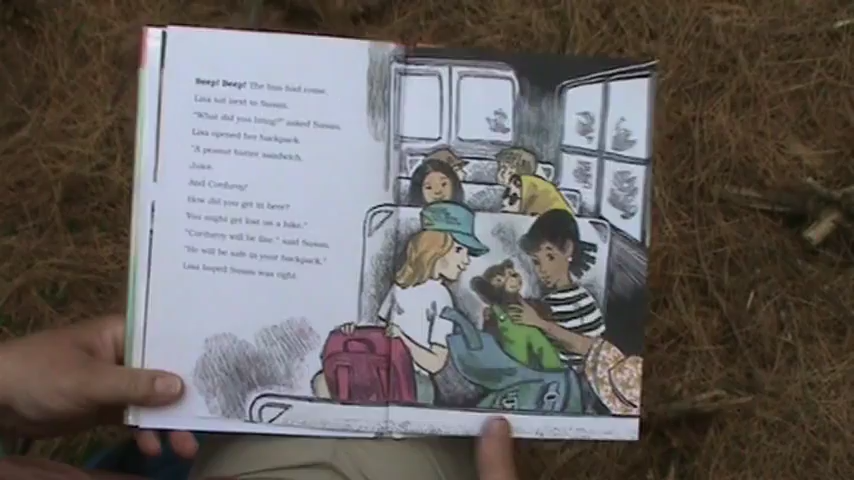 Beep! Beep! The bus had come.
Lisa sat next to Susan.
"What did you bring?" asked Susan.
Lisa opened her backpack.
"A peanut butter sandwich.
Juice.
And Corduroy!
How did you get in here?
You might get lost on a hike."
"Corduroy will be fine," said Susan.
"He will be safe in your backpack."
Lisa hoped Susan was right.